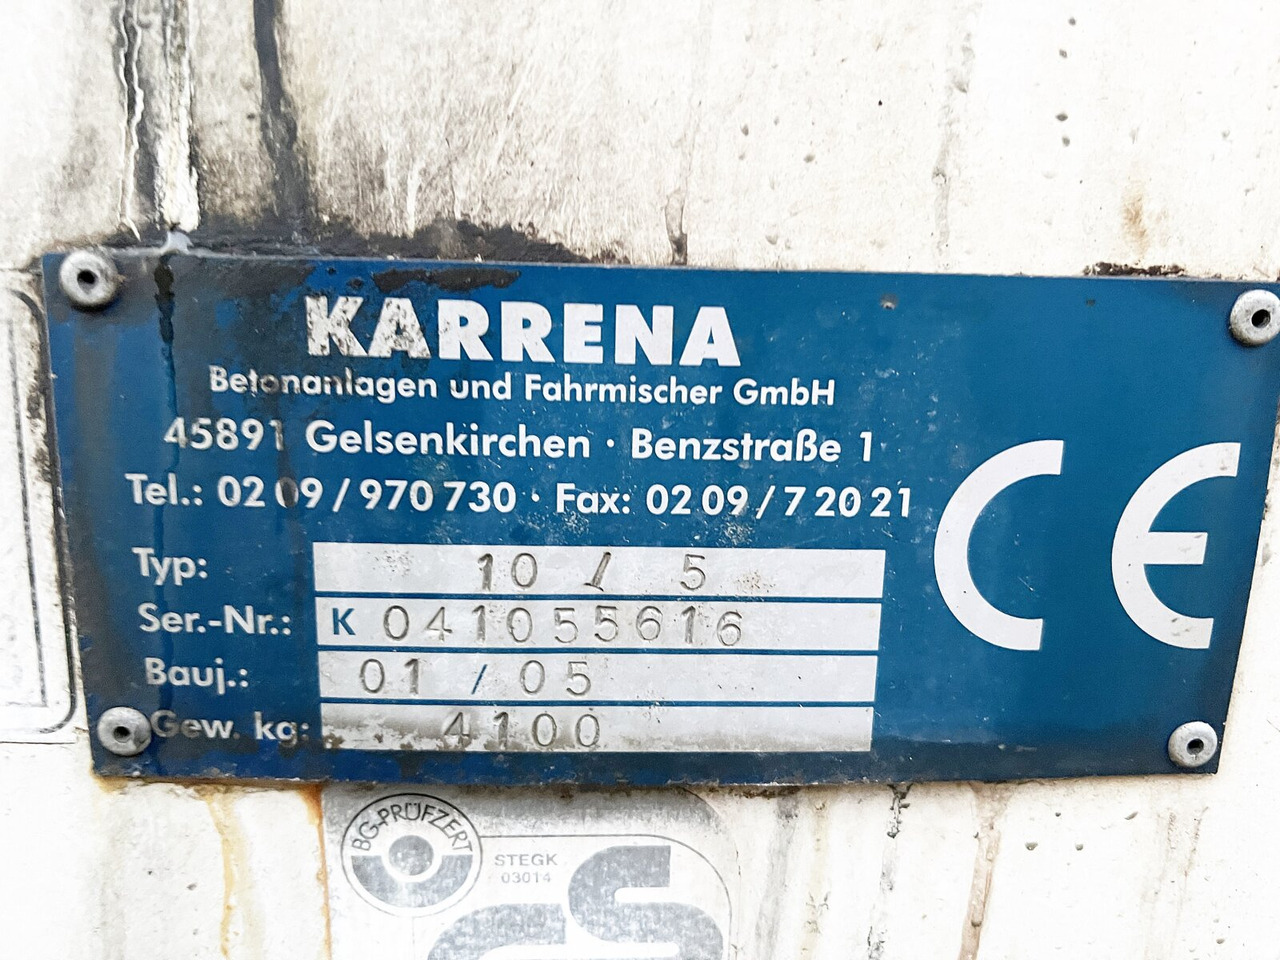 KARRENA
Betonanlagen und Fahrmischer GmbH
45891 Gelsenkirchen · Benzstraße 1
Tel.: 02 09 / 970 730 · Fax: 02 09 / 7 20 21
Typ: 10 / 5
Ser.-Nr.: K 041055616
Bauj.: 01 / 05
Gew. kg: 4100
CE
BG-PRÜFZERT
STEGK
03014
GS